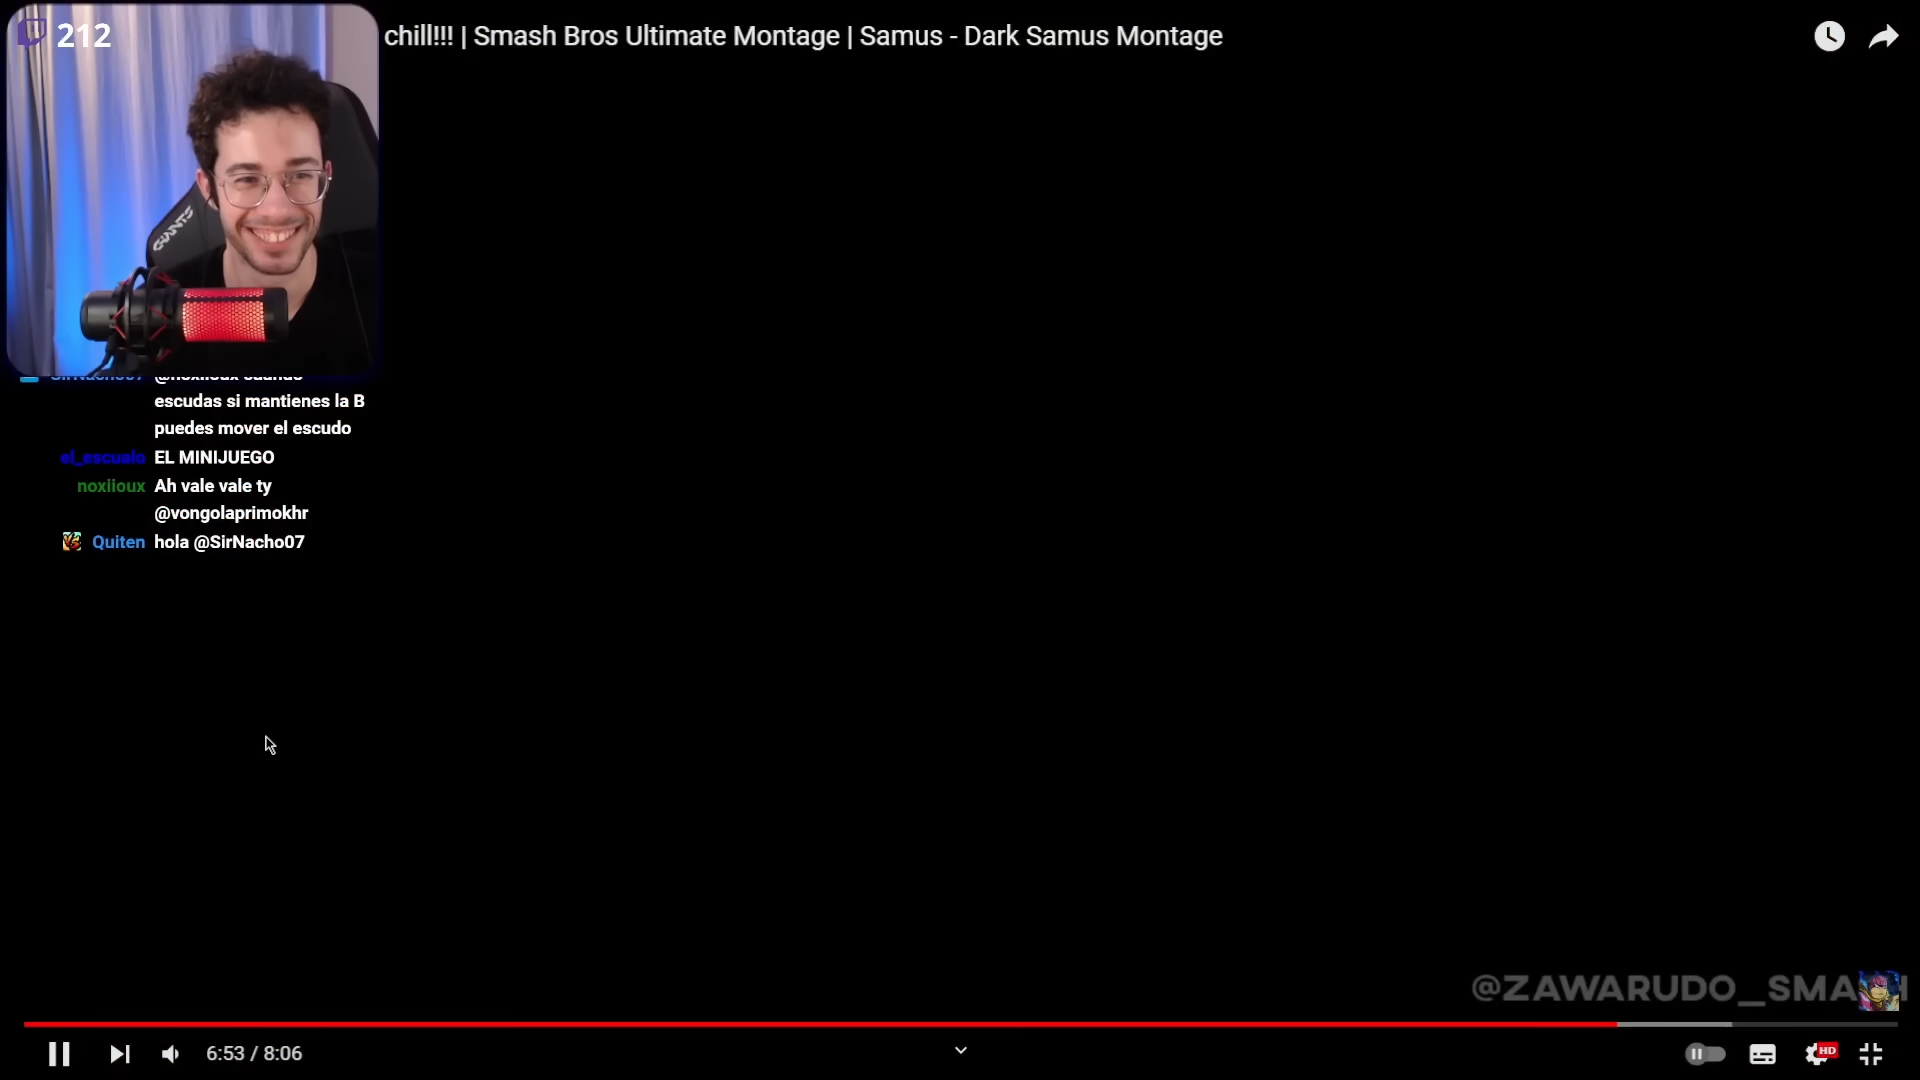 212
chill!!! | Smash Bros Ultimate Montage | Samus - Dark Samus Montage
GIANTS
escudas si mantienes la B
puedes mover el escudo
el_escualo EL MINIJUEGO
noxiioux Ah vale vale ty
@vongolaprimokhr
Quiten hola @SirNacho07
@ZAWARUDO_SMA
6:53 / 8:06
HD